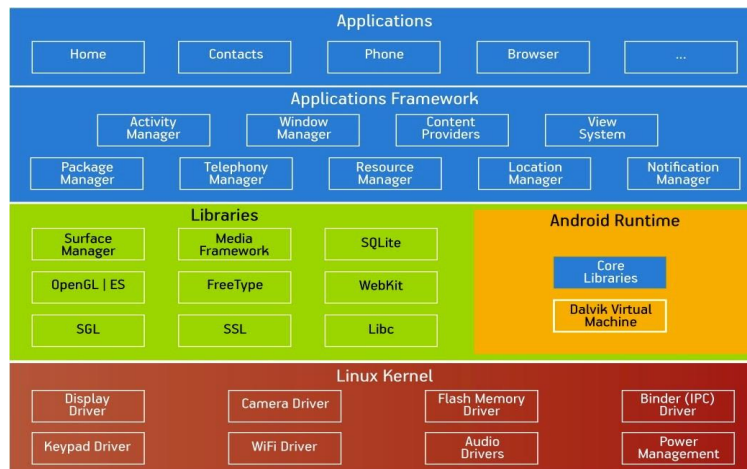 Applications
Home
Contacts
Phone
Browser
...
Applications Framework
Activity
Manager
Window
Manager
Content
Providers
View
System
Package
Manager
Telephony
Manager
Resource
Manager
Location
Manager
Notification
Manager
Libraries
Surface
Manager
Media
Framework
SQLite
OpenGL | ES
FreeType
WebKit
SGL
SSL
Libc
Android Runtime
Core
Libraries
Dalvik Virtual
Machine
Linux Kernel
Display
Driver
Camera Driver
Flash Memory
Driver
Binder (IPC)
Driver
Keypad Driver
WiFi Driver
Audio
Drivers
Power
Management